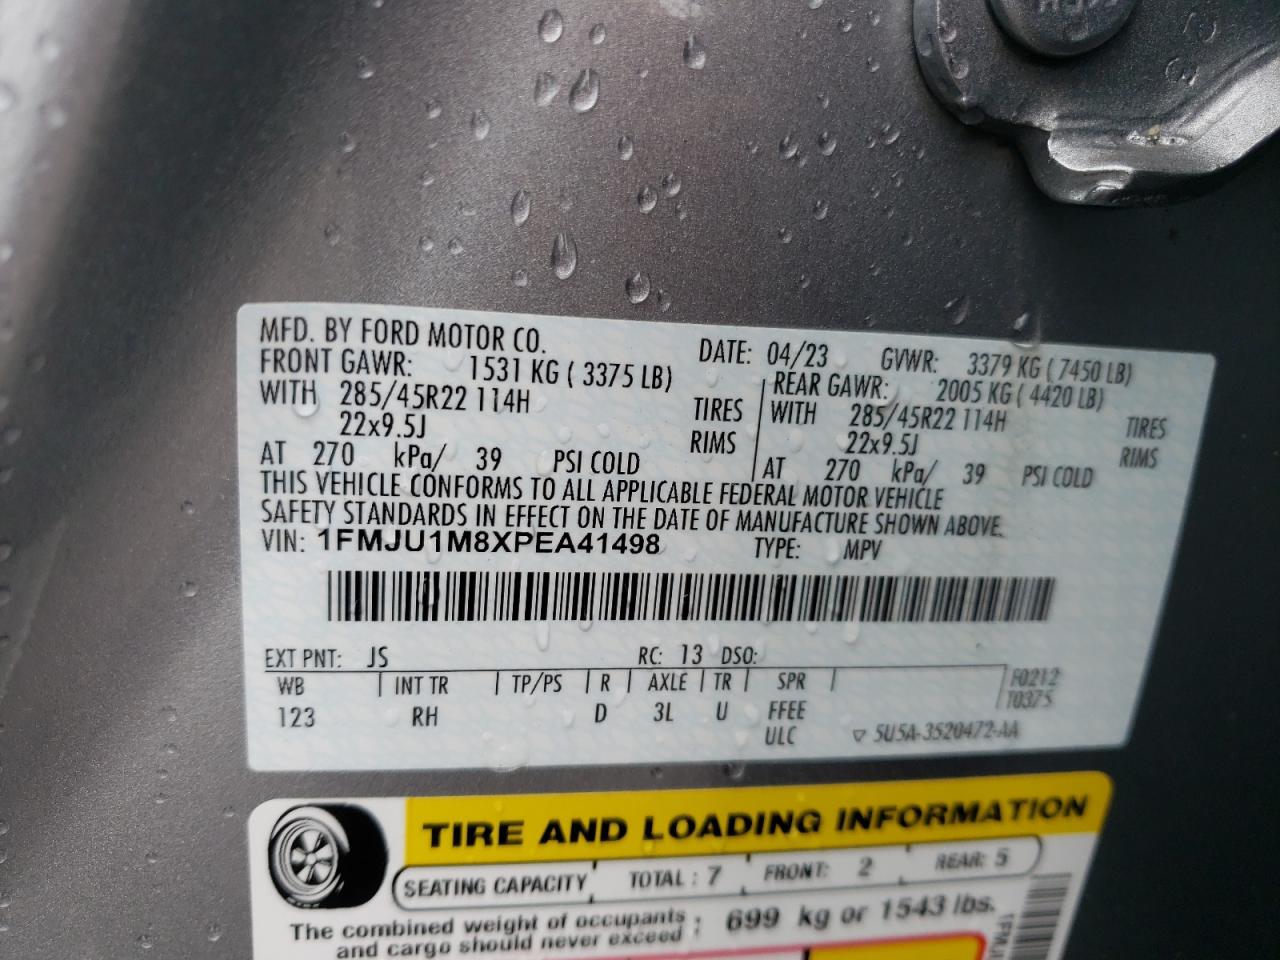 MFD. BY FORD MOTOR CO.
DATE: 04/23 GVWR: 3379 KG ( 7450 LB)
FRONT GAWR: 1531 KG ( 3375 LB)
REAR GAWR: 2005 KG ( 4420 LB)
WITH 285/45R22 114H TIRES
WITH 285/45R22 114H TIRES
22x9.5J RIMS
22x9.5J RIMS
AT 270 kPa/ 39 PSI COLD
AT 270 kPa/ 39 PSI COLD
THIS VEHICLE CONFORMS TO ALL APPLICABLE FEDERAL MOTOR VEHICLE
SAFETY STANDARDS IN EFFECT ON THE DATE OF MANUFACTURE SHOWN ABOVE.
VIN: 1FMJU1M8XPEA41498 TYPE: MPV
EXT PNT: JS RC: 13 DSO:
WB INT TR TP/PS R AXLE TR SPR F0212
T0375
123 RH D 3L U FFEE
ULC ▽ 5U5A-3520472-AA
TIRE AND LOADING INFORMATION
SEATING CAPACITY TOTAL : 7 FRONT: 2 REAR: 5
The combined weight of occupants
and cargo should never exceed : 699 kg or 1543 lbs.
1FMJ